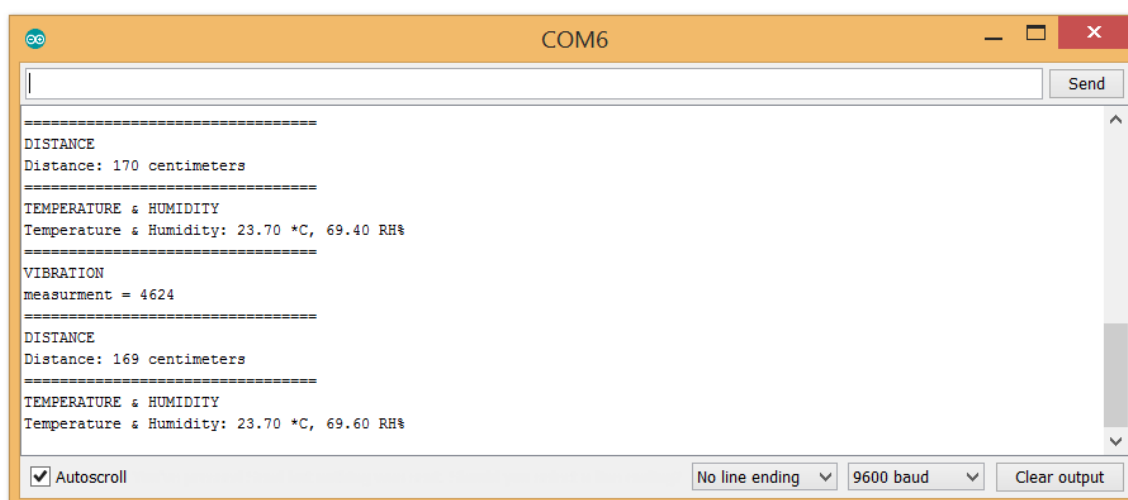 COM6
Send
=================================
DISTANCE
Distance: 170 centimeters
=================================
TEMPERATURE & HUMIDITY
Temperature & Humidity: 23.70 *C, 69.40 RH%
=================================
VIBRATION
measurment = 4624
=================================
DISTANCE
Distance: 169 centimeters
=================================
TEMPERATURE & HUMIDITY
Temperature & Humidity: 23.70 *C, 69.60 RH%
Autoscroll No line ending 9600 baud Clear output